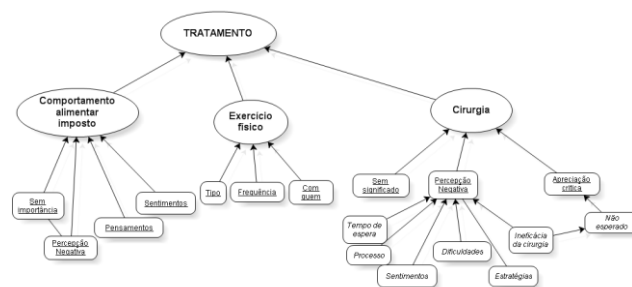 TRATAMENTO
Comportamento
alimentar
imposto
Exercício
físico
Cirurgia
Sem
importância
Percepção
Negativa
Pensamentos
Sentimentos
Tipo
Frequência
Com
quem
Sem
significado
Percepção
Negativa
Apreciação
crítica
Tempo de
espera
Processo
Sentimentos
Dificuldades
Estratégias
Ineficácia
da cirurgia
Não
esperado